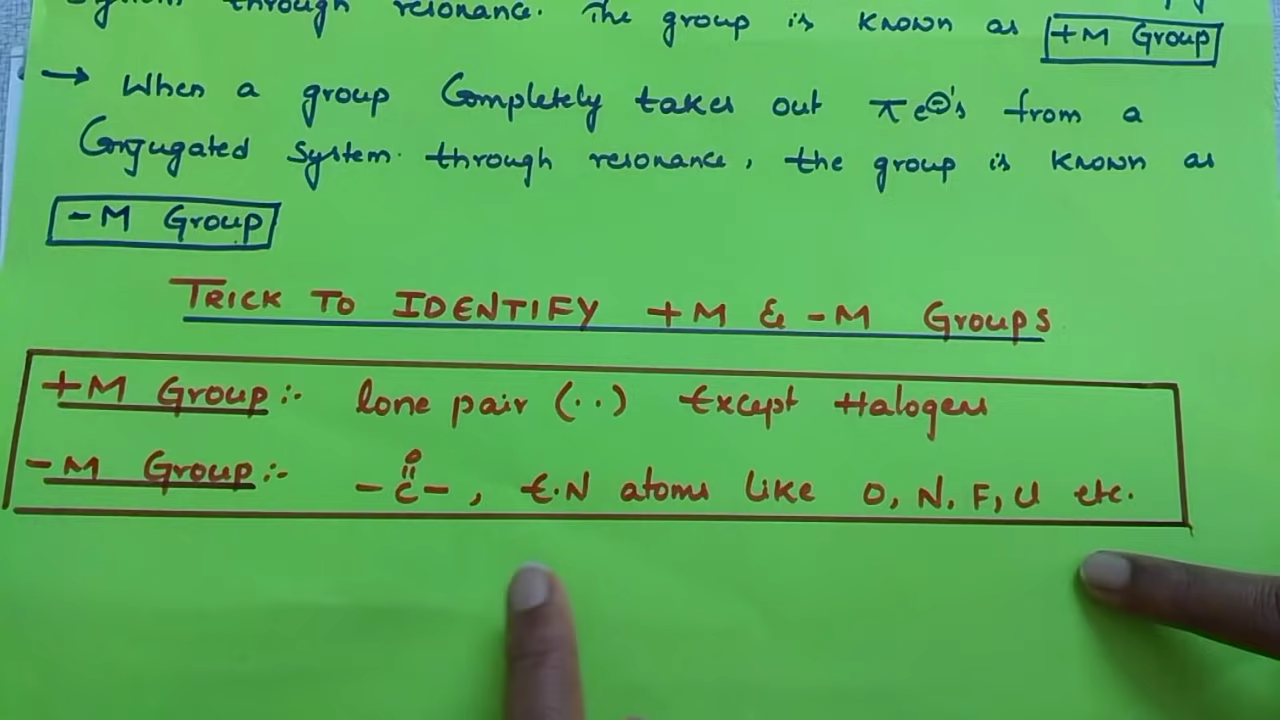 System through resonance. The group is known as +M Group
→ When a group Completely takes out πe⊖'s from a
Conjugated System. through resonance, the group is known as
-M Group
TRICK TO IDENTIFY +M & -M Groups
+M Group:- lone pair (··) Except Halogens
-M Group:- -C- , E.N atoms like O, N, F, Cl etc.
O